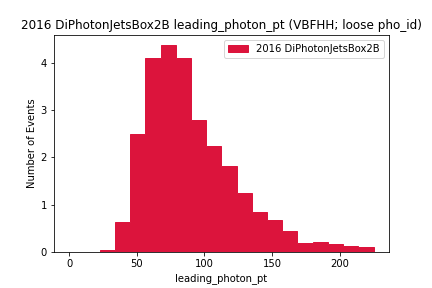 2016 DiPhotonJetsBox2B leading_photon_pt (VBFHH; loose pho_id)
2016 DiPhotonJetsBox2B
Number of Events
4
3
2
1
0
0 50 100 150 200
leading_photon_pt